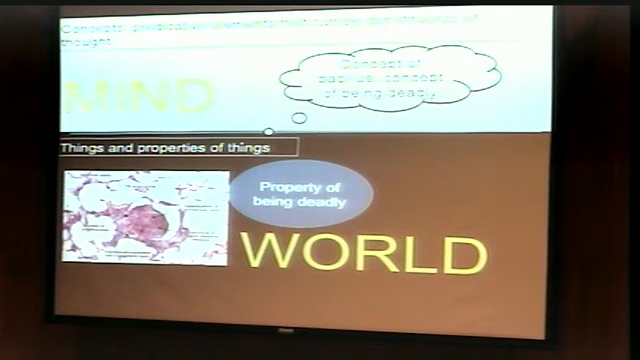 Concepts: predicative elements that can be constituents of
thought
MIND
Concept of
bacillus; concept
of being deadly
Things and properties of things
Property of
being deadly
WORLD